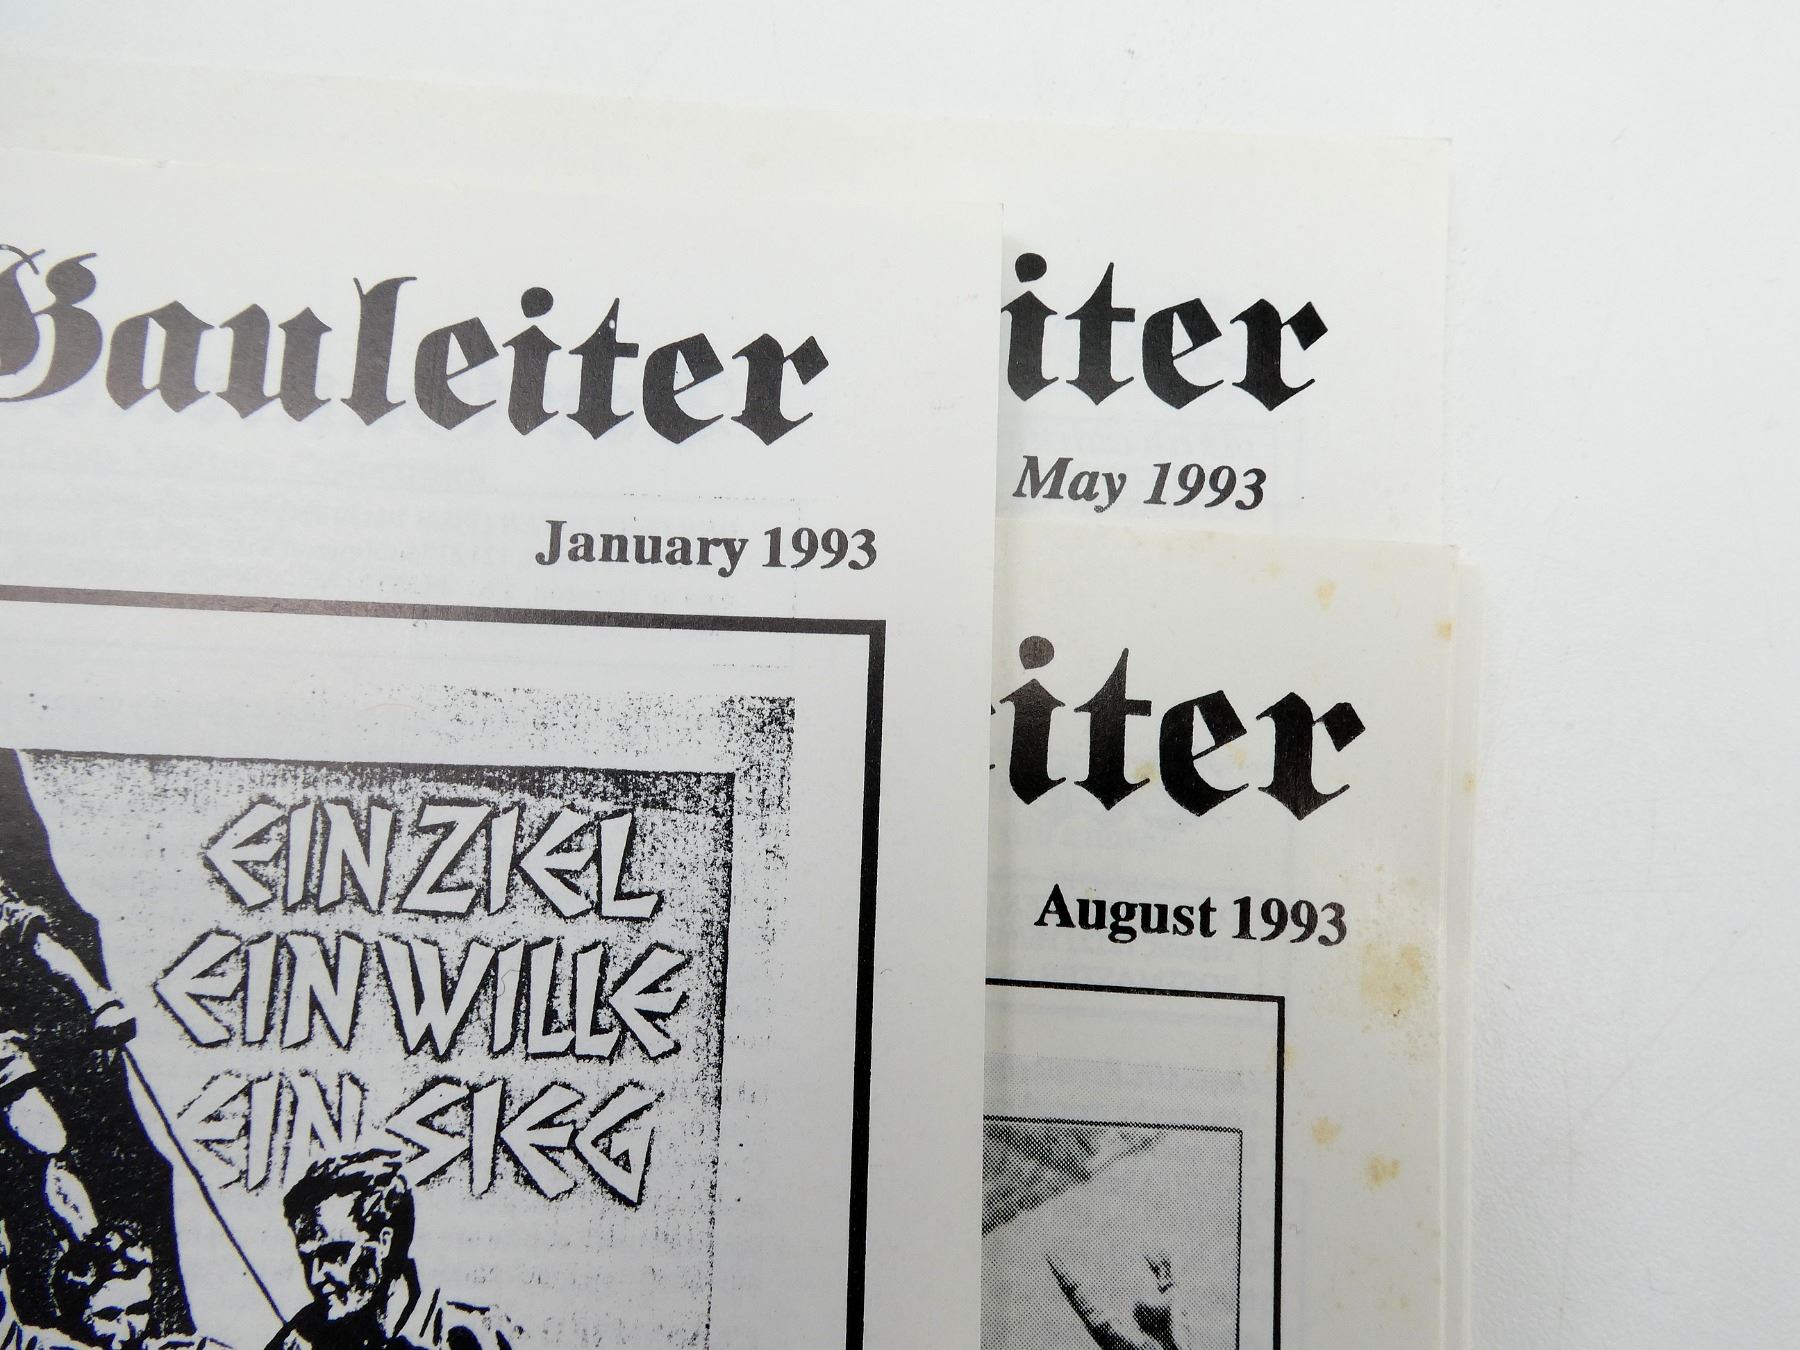 Gauleiter
January 1993
EIN ZIEL
EIN WILLE
EIN SIEG
iter
May 1993
iter
August 1993